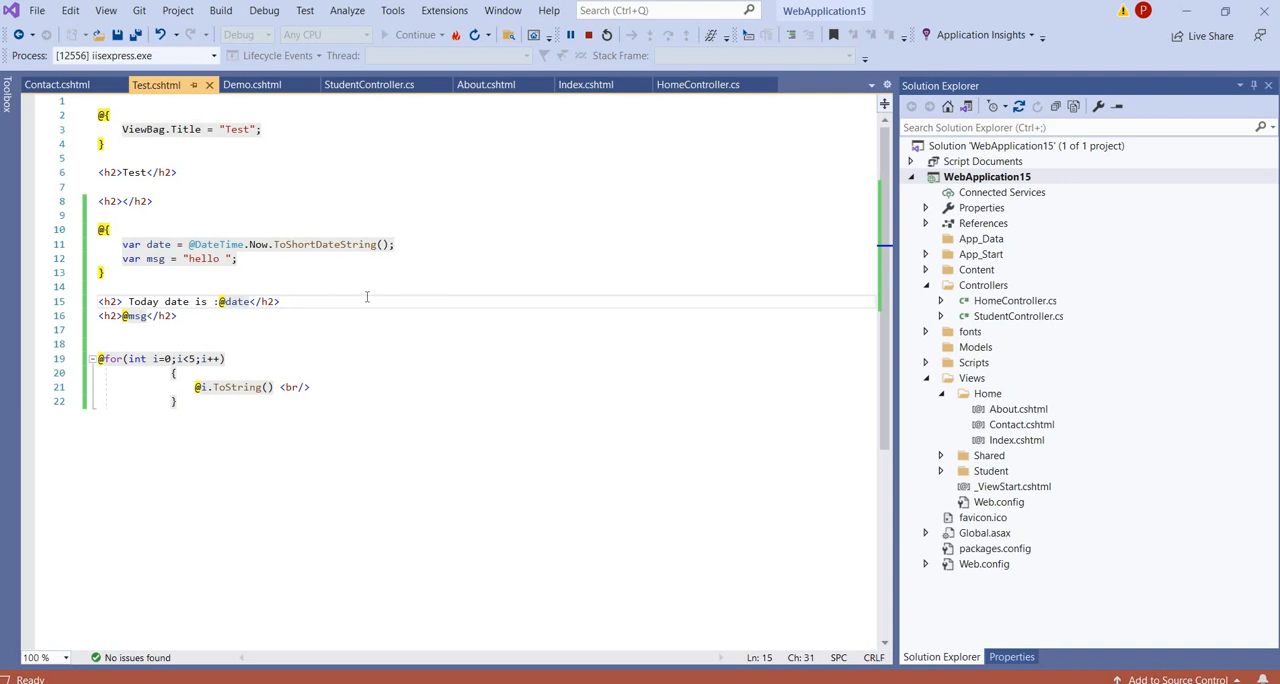 File Edit View Git Project Build Debug Test Analyze Tools Extensions Window Help Search (Ctrl+Q) WebApplication15 P
Debug Any CPU Continue Application Insights Live Share
Process: [12556] iisexpress.exe Lifecycle Events Thread: Stack Frame:
Toolbox
Contact.cshtml Test.cshtml Demo.cshtml StudentController.cs About.cshtml Index.cshtml HomeController.cs
1
2 @{
3 ViewBag.Title = "Test";
4 }
5
6 <h2>Test</h2>
7
8 <h2></h2>
9
10 @{
11 var date = @DateTime.Now.ToShortDateString();
12 var msg = "hello ";
13 }
14
15 <h2> Today date is :@date</h2>
16 <h2>@msg</h2>
17
18
19 @for(int i=0;i<5;i++)
20 {
21 @i.ToString() <br/>
22 }
100 % No issues found Ln: 15 Ch: 31 SPC CRLF
Solution Explorer
Search Solution Explorer (Ctrl+;)
Solution 'WebApplication15' (1 of 1 project)
Script Documents
WebApplication15
Connected Services
Properties
References
App_Data
App_Start
Content
Controllers
HomeController.cs
StudentController.cs
fonts
Models
Scripts
Views
Home
About.cshtml
Contact.cshtml
Index.cshtml
Shared
Student
_ViewStart.cshtml
Web.config
favicon.ico
Global.asax
packages.config
Web.config
Solution Explorer Properties
Ready Add to Source Control